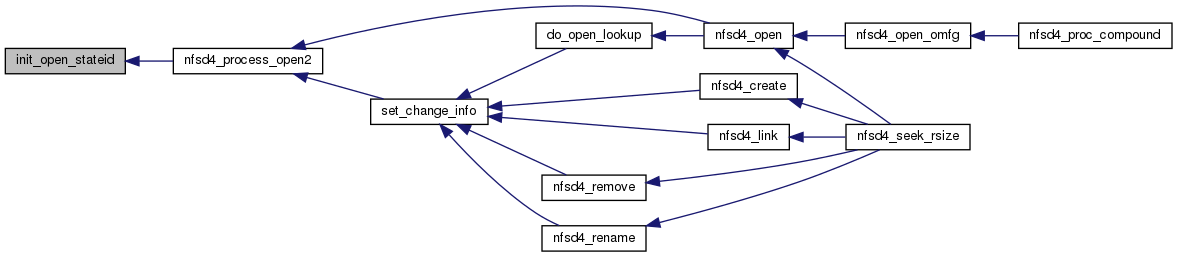 init_open_stateid
nfsd4_process_open2
set_change_info
do_open_lookup
nfsd4_open
nfsd4_open_omfg
nfsd4_proc_compound
nfsd4_create
nfsd4_link
nfsd4_seek_rsize
nfsd4_remove
nfsd4_rename